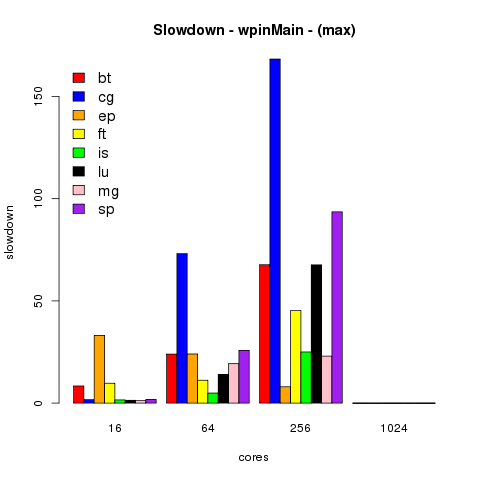 Slowdown - wpinMain - (max)
bt
cg
ep
ft
is
lu
mg
sp
slowdown
150
100
50
0
16 64 256 1024
cores